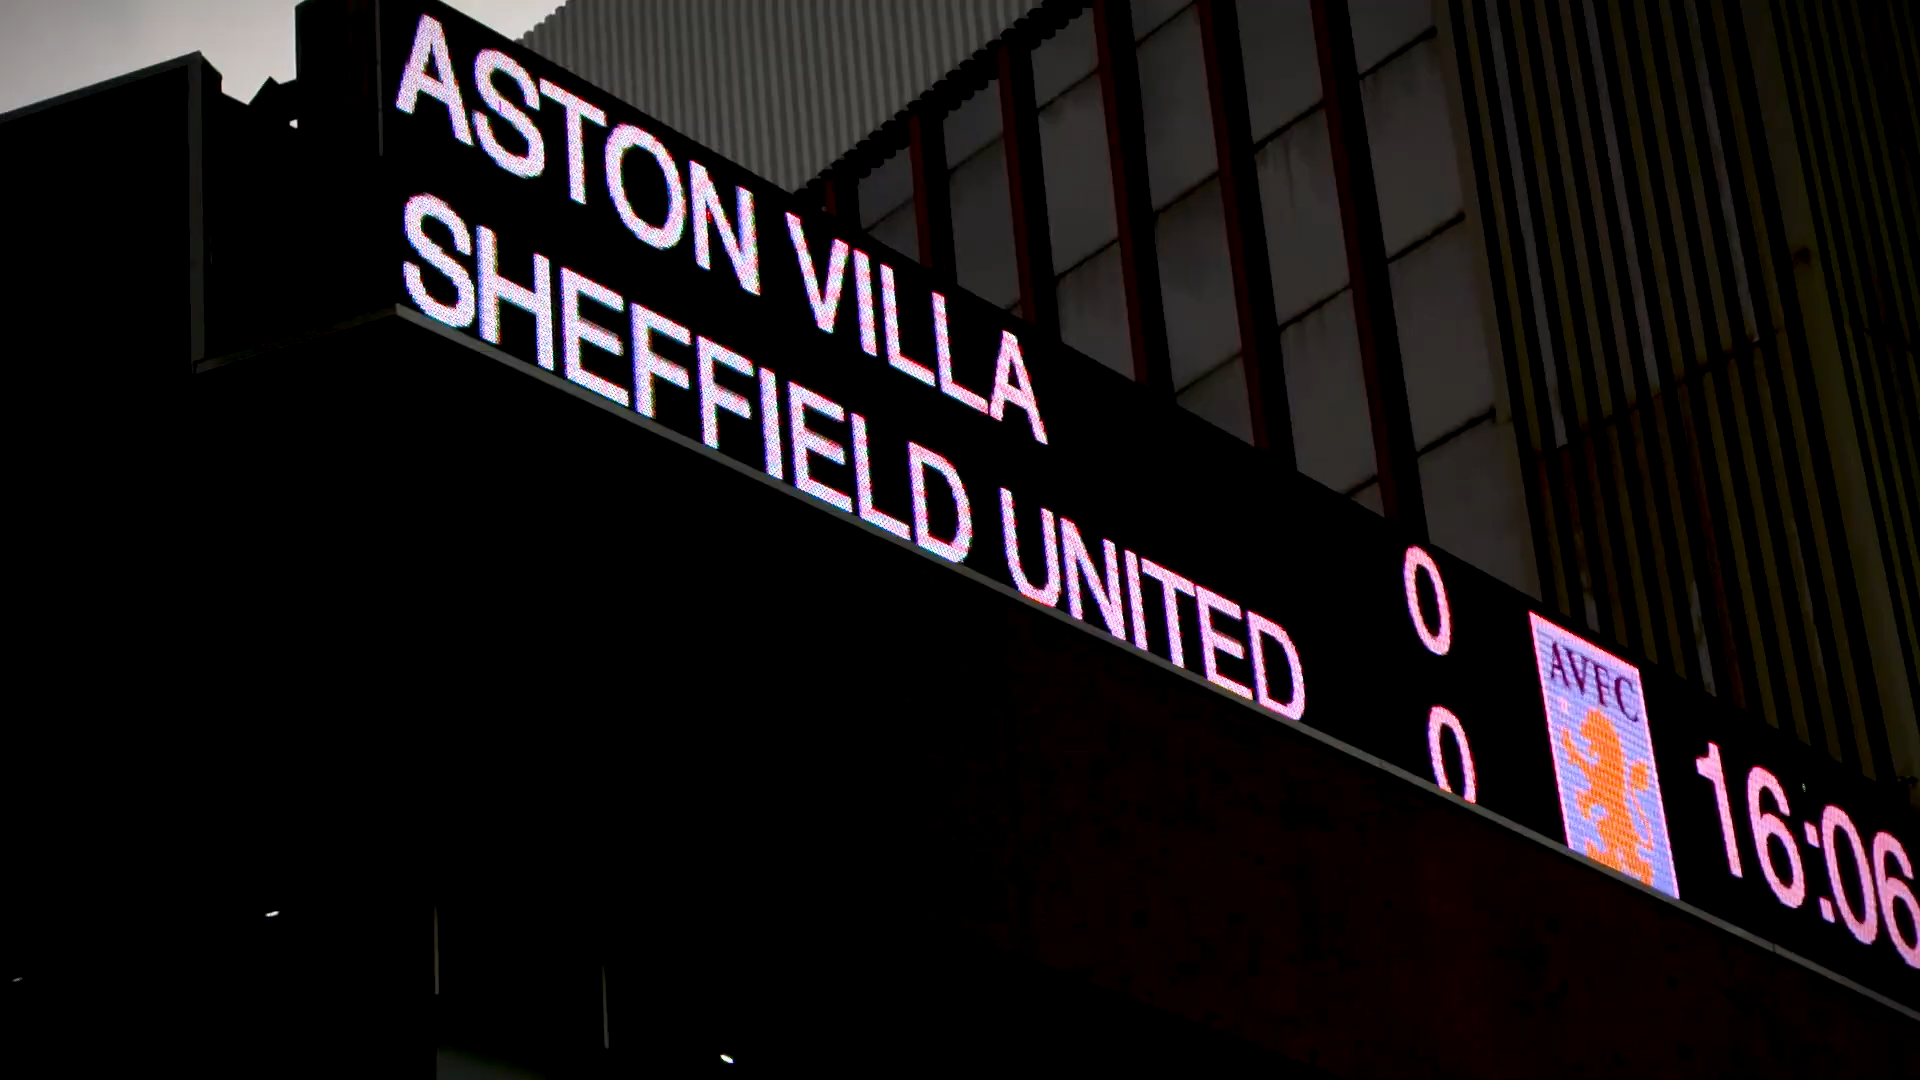 ASTON VILLA 0
SHEFFIELD UNITED 0
AVFC
16:06